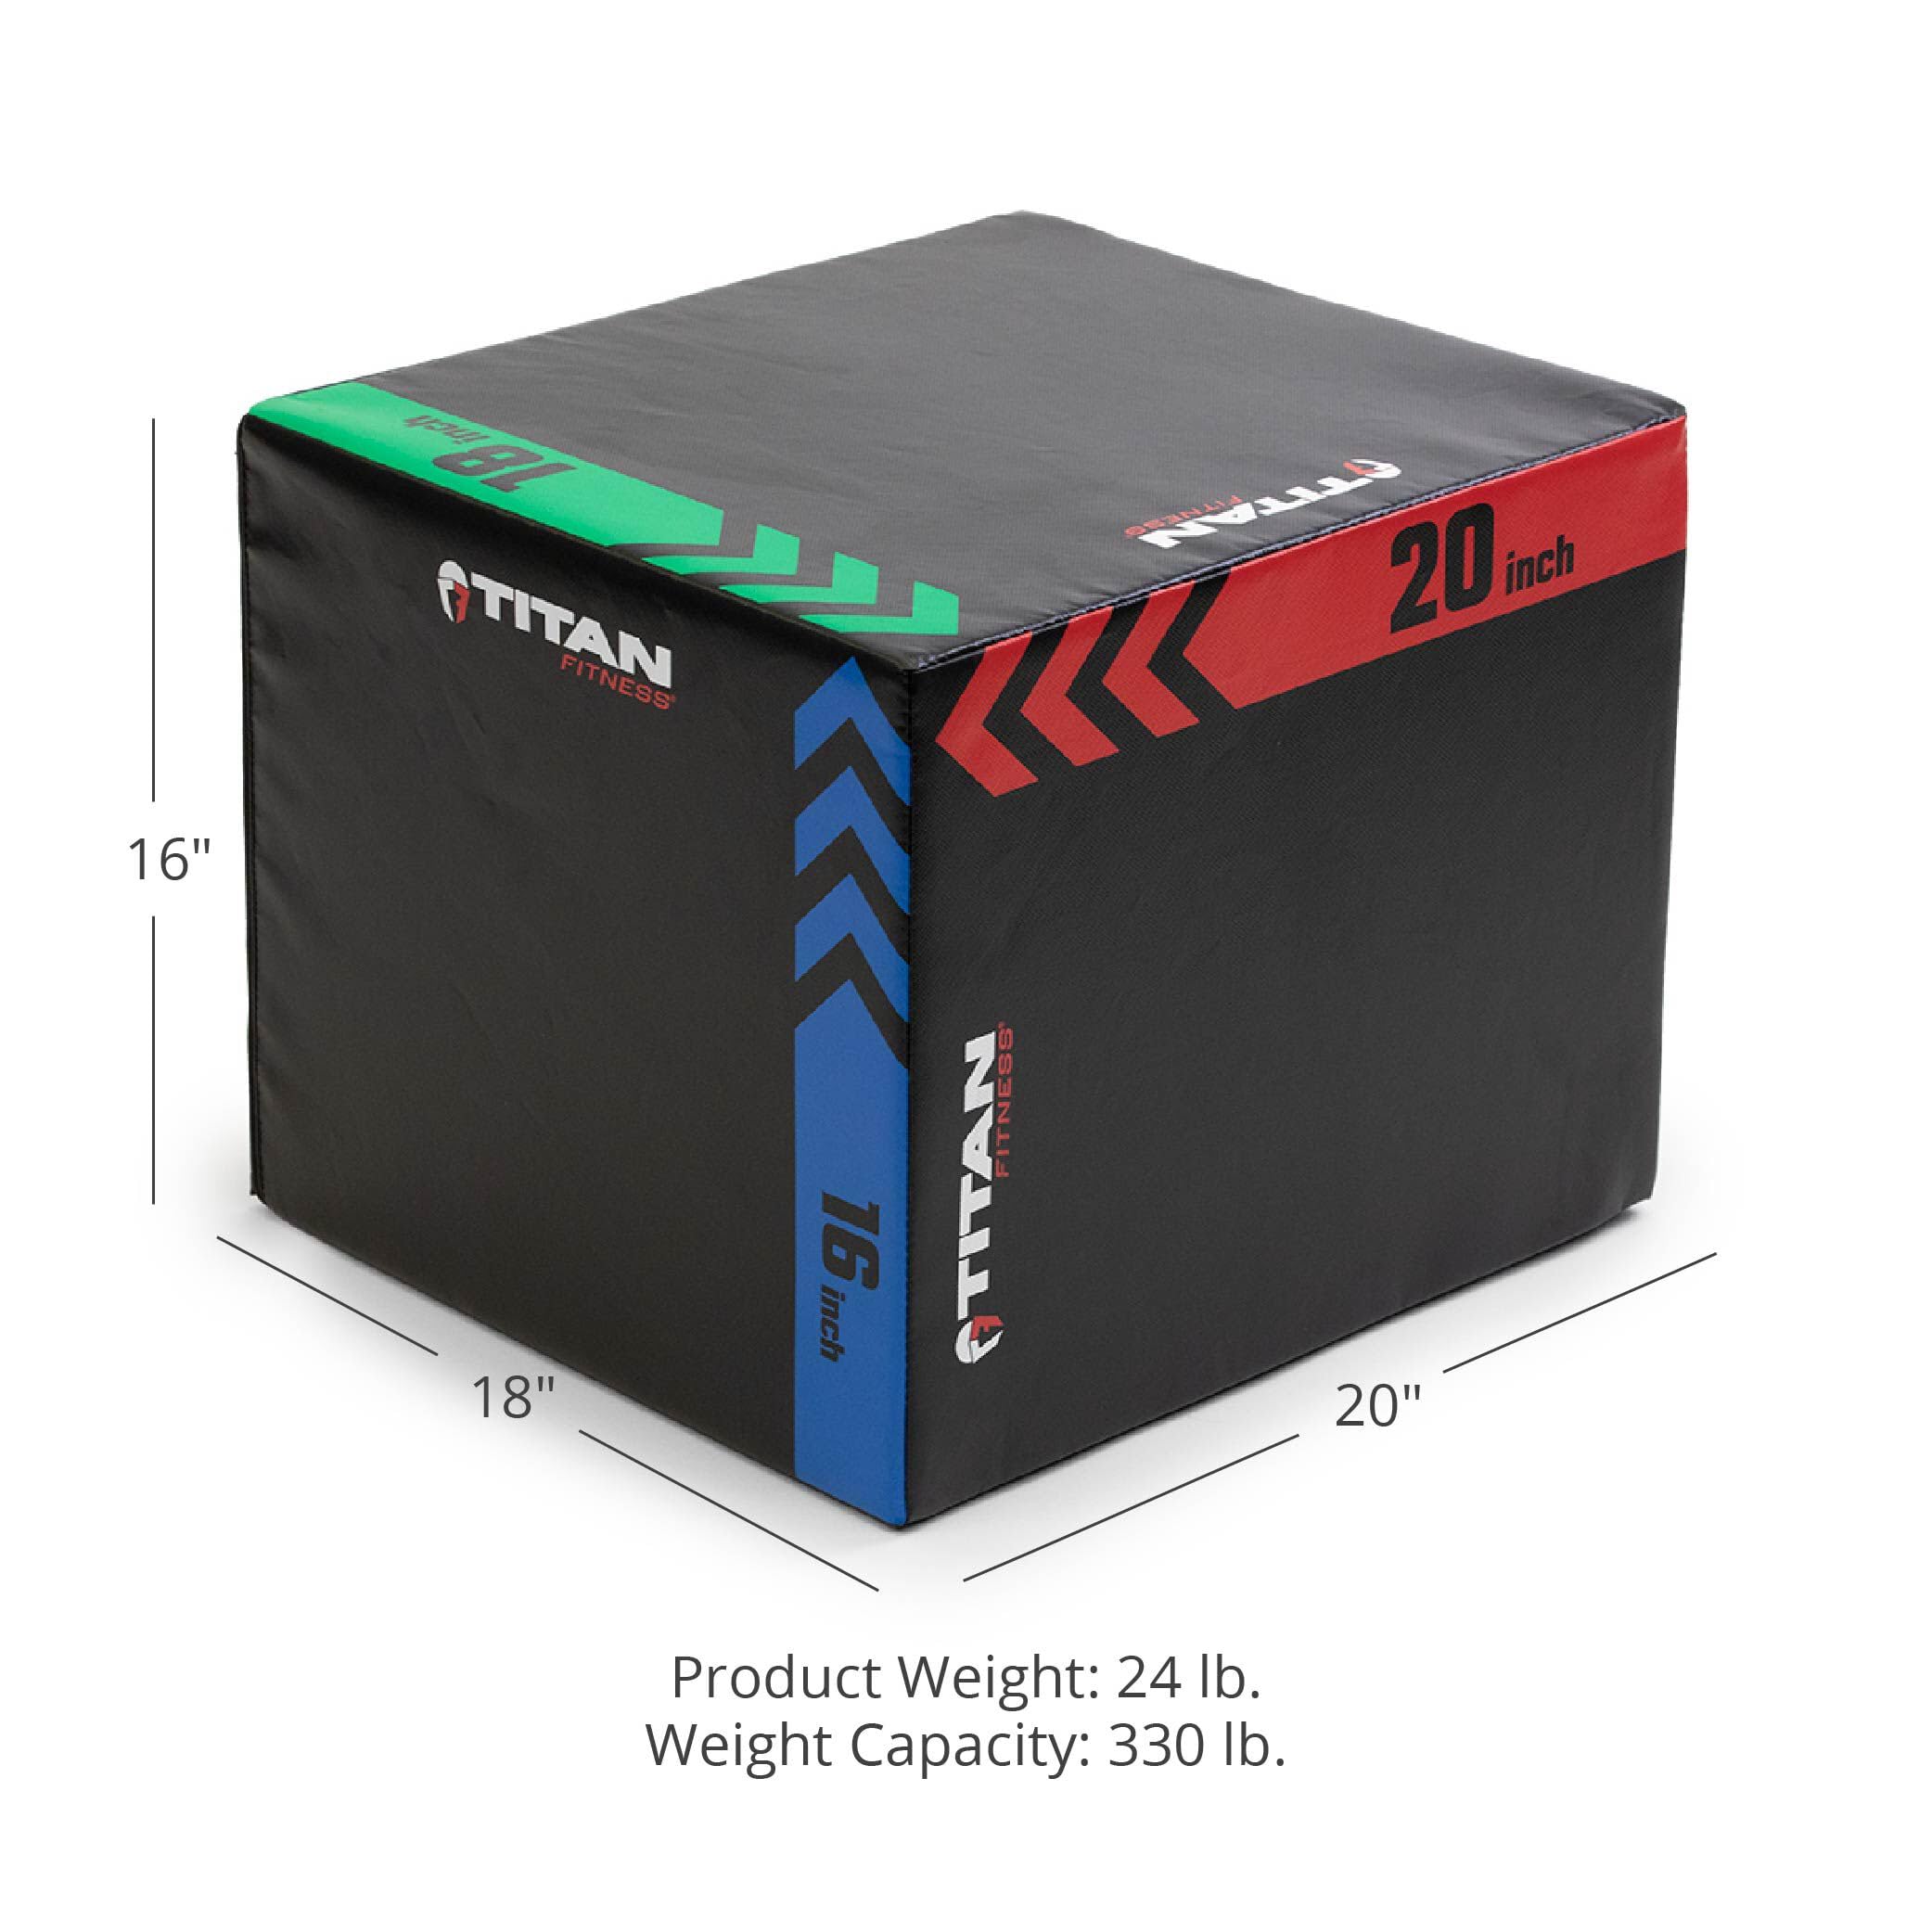 18 inch
TITAN
FITNESS
20 inch
TITAN
FITNESS®
16"
TITAN
FITNESS®
16 inch
18"
20"
Product Weight: 24 lb.
Weight Capacity: 330 lb.